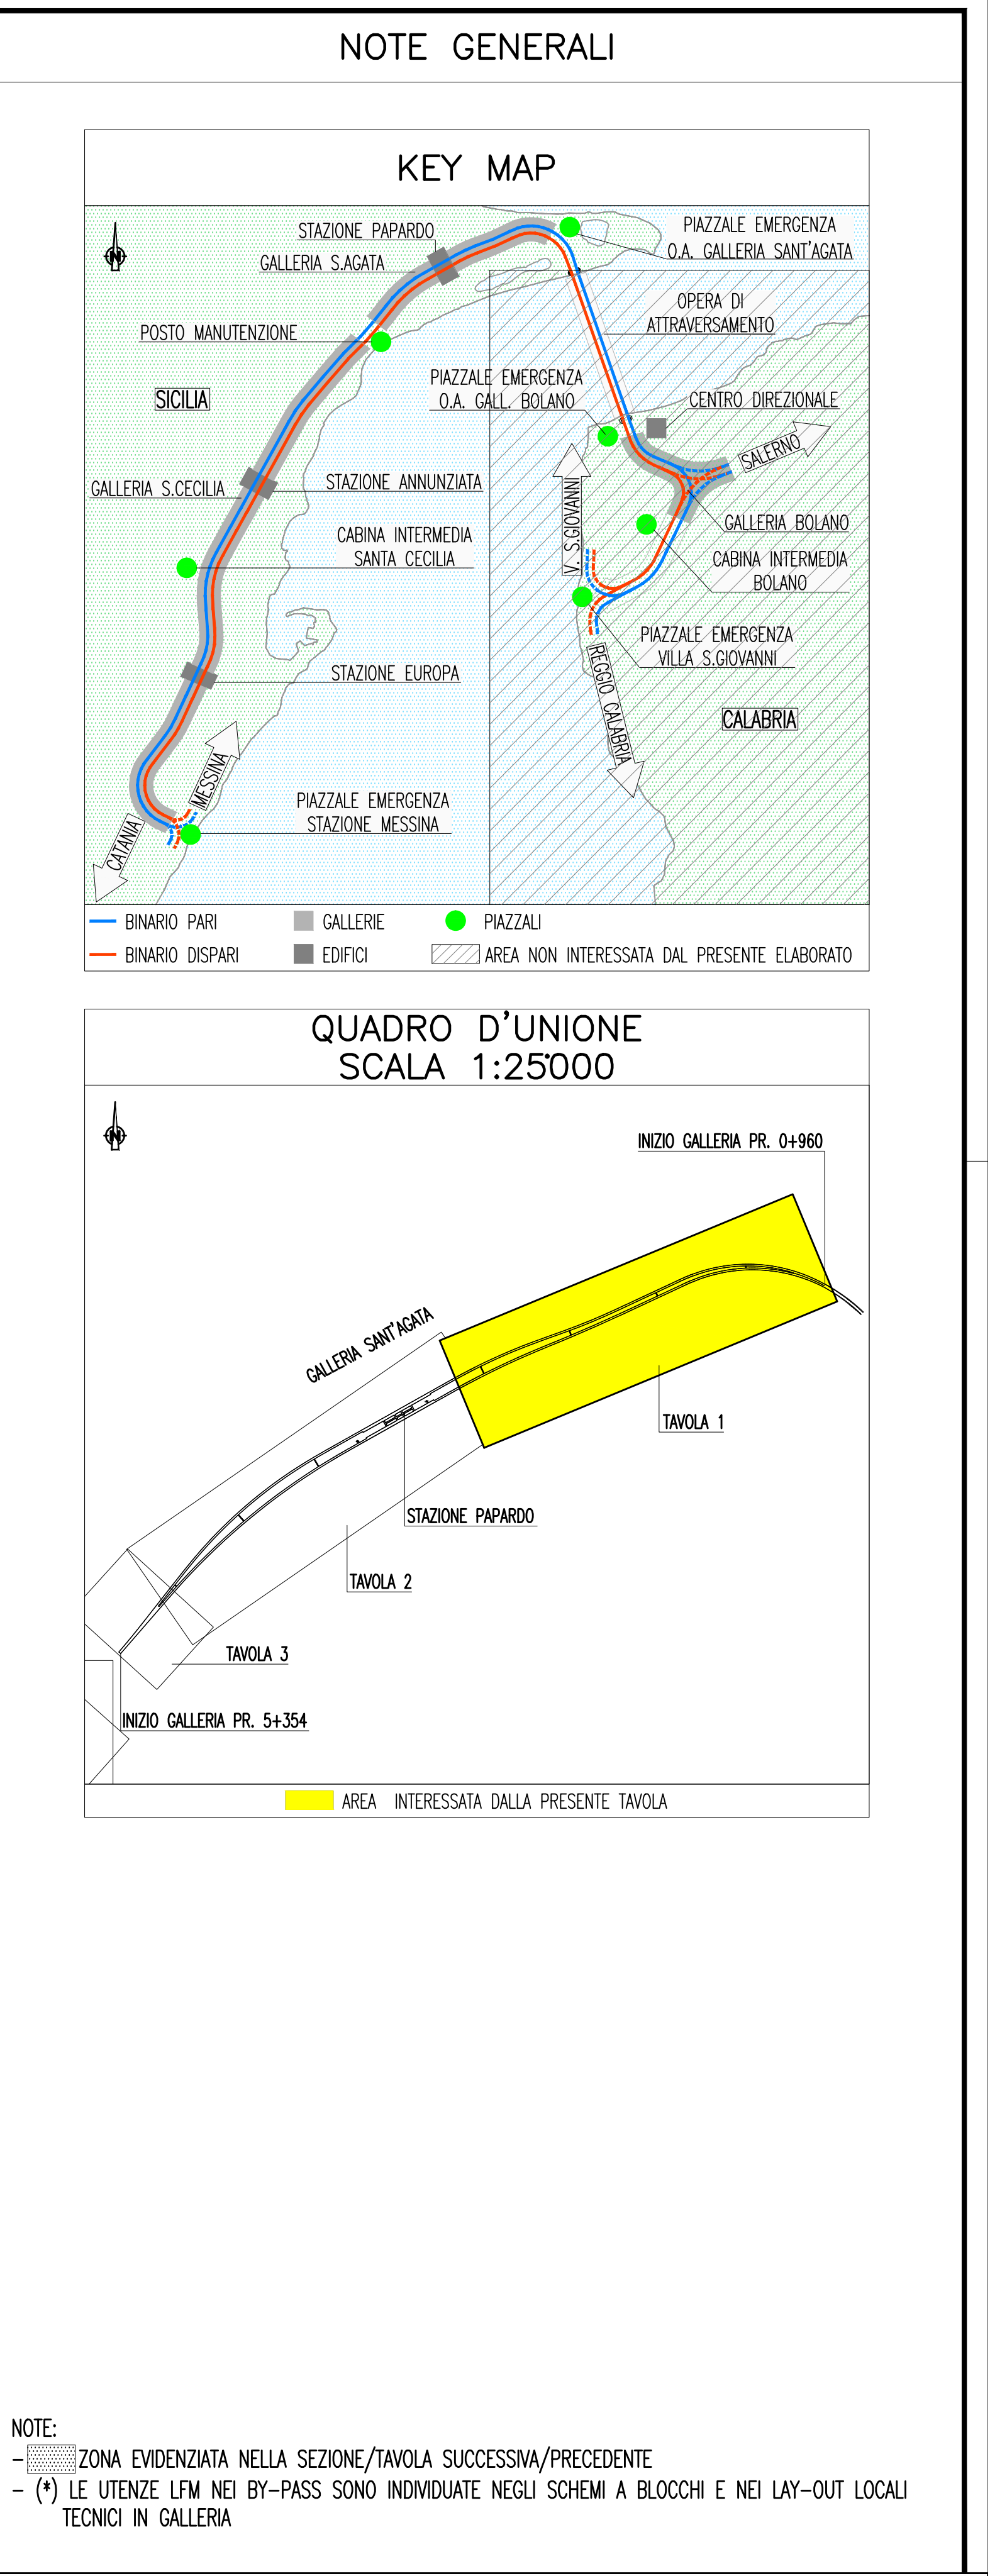 NOTE GENERALI
KEY MAP
N
STAZIONE PAPARDO
GALLERIA S.AGATA
PIAZZALE EMERGENZA
O.A. GALLERIA SANT'AGATA
OPERA DI
ATTRAVERSAMENTO
POSTO MANUTENZIONE
SICILIA
PIAZZALE EMERGENZA
O.A. GALL. BOLANO
CENTRO DIREZIONALE
SALERNO
GALLERIA S.CECILIA
STAZIONE ANNUNZIATA
V. S.GIOVANNI
GALLERIA BOLANO
CABINA INTERMEDIA
SANTA CECILIA
CABINA INTERMEDIA
BOLANO
PIAZZALE EMERGENZA
VILLA S.GIOVANNI
STAZIONE EUROPA
REGGIO CALABRIA
CALABRIA
MESSINA
PIAZZALE EMERGENZA
STAZIONE MESSINA
CATANIA
BINARIO PARI
GALLERIE
PIAZZALI
BINARIO DISPARI
EDIFICI
AREA NON INTERESSATA DAL PRESENTE ELABORATO
QUADRO D'UNIONE
SCALA 1:25'000
N
INIZIO GALLERIA PR. 0+960
GALLERIA SANT'AGATA
TAVOLA 1
STAZIONE PAPARDO
TAVOLA 2
TAVOLA 3
INIZIO GALLERIA PR. 5+354
AREA INTERESSATA DALLA PRESENTE TAVOLA
NOTE:
- ZONA EVIDENZIATA NELLA SEZIONE/TAVOLA SUCCESSIVA/PRECEDENTE
- (*) LE UTENZE LFM NEI BY-PASS SONO INDIVIDUATE NEGLI SCHEMI A BLOCCHI E NEI LAY-OUT LOCALI
TECNICI IN GALLERIA